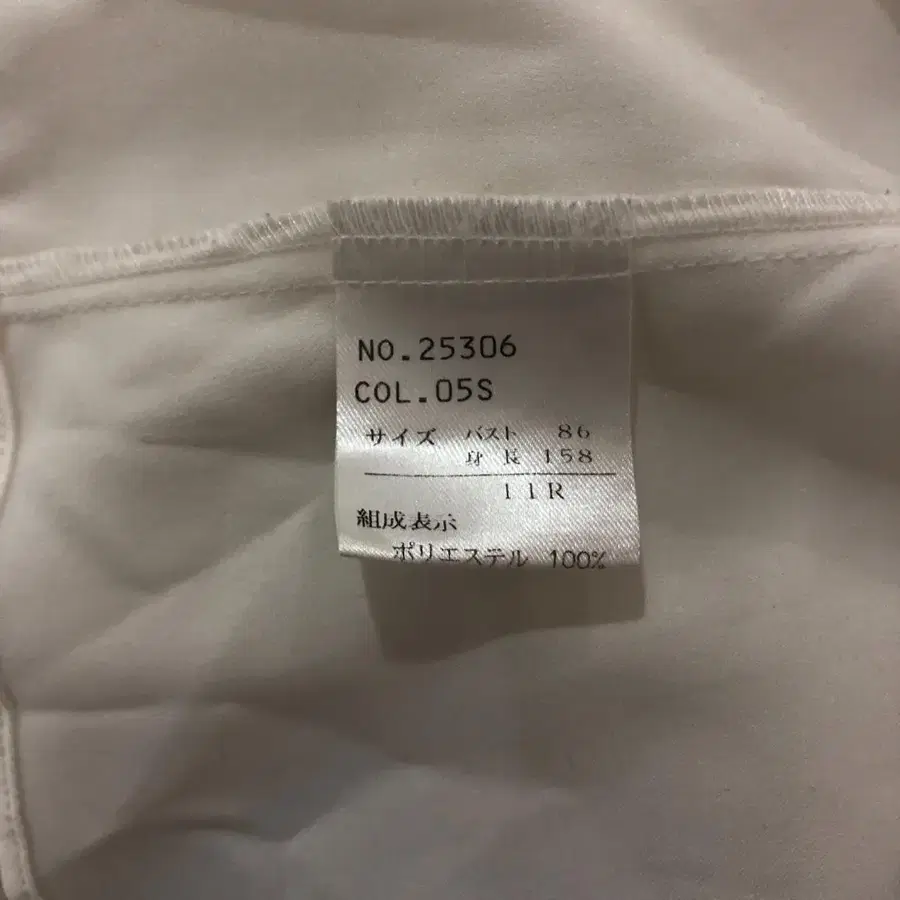 NO.25306
COL.05S
サイズ バスト 86
身長 158
11R
組成表示
ポリエステル 100%